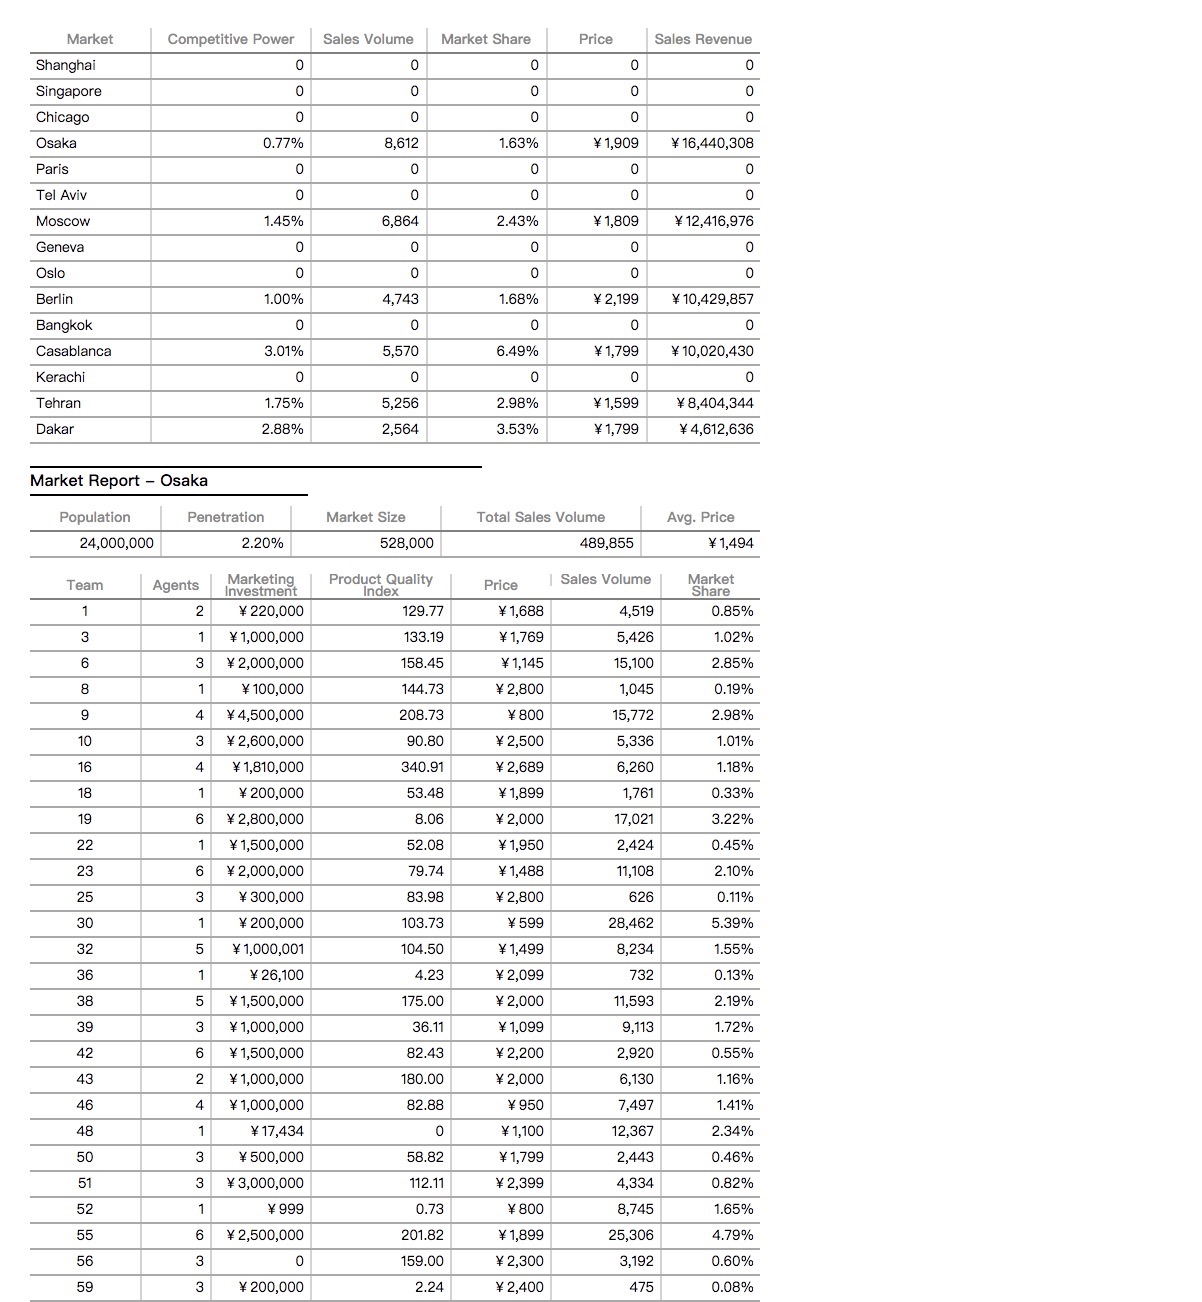 Market Competitive Power Sales Volume Market Share Price Sales Revenue
Shanghai 0 0 0 0 0
Singapore 0 0 0 0 0
Chicago 0 0 0 0 0
Osaka 0.77% 8,612 1.63% ¥ 1,909 ¥ 16,440,308
Paris 0 0 0 0 0
Tel Aviv 0 0 0 0 0
Moscow 1.45% 6,864 2.43% ¥ 1,809 ¥ 12,416,976
Geneva 0 0 0 0 0
Oslo 0 0 0 0 0
Berlin 1.00% 4,743 1.68% ¥ 2,199 ¥ 10,429,857
Bangkok 0 0 0 0 0
Casablanca 3.01% 5,570 6.49% ¥ 1,799 ¥ 10,020,430
Kerachi 0 0 0 0 0
Tehran 1.75% 5,256 2.98% ¥ 1,599 ¥ 8,404,344
Dakar 2.88% 2,564 3.53% ¥ 1,799 ¥ 4,612,636
Market Report – Osaka
Population Penetration Market Size Total Sales Volume Avg. Price
24,000,000 2.20% 528,000 489,855 ¥ 1,494
Team Agents Marketing Investment Product Quality Index Price Sales Volume Market Share
1 2 ¥ 220,000 129.77 ¥ 1,688 4,519 0.85%
3 1 ¥ 1,000,000 133.19 ¥ 1,769 5,426 1.02%
6 3 ¥ 2,000,000 158.45 ¥ 1,145 15,100 2.85%
8 1 ¥ 100,000 144.73 ¥ 2,800 1,045 0.19%
9 4 ¥ 4,500,000 208.73 ¥ 800 15,772 2.98%
10 3 ¥ 2,600,000 90.80 ¥ 2,500 5,336 1.01%
16 4 ¥ 1,810,000 340.91 ¥ 2,689 6,260 1.18%
18 1 ¥ 200,000 53.48 ¥ 1,899 1,761 0.33%
19 6 ¥ 2,800,000 8.06 ¥ 2,000 17,021 3.22%
22 1 ¥ 1,500,000 52.08 ¥ 1,950 2,424 0.45%
23 6 ¥ 2,000,000 79.74 ¥ 1,488 11,108 2.10%
25 3 ¥ 300,000 83.98 ¥ 2,800 626 0.11%
30 1 ¥ 200,000 103.73 ¥ 599 28,462 5.39%
32 5 ¥ 1,000,001 104.50 ¥ 1,499 8,234 1.55%
36 1 ¥ 26,100 4.23 ¥ 2,099 732 0.13%
38 5 ¥ 1,500,000 175.00 ¥ 2,000 11,593 2.19%
39 3 ¥ 1,000,000 36.11 ¥ 1,099 9,113 1.72%
42 6 ¥ 1,500,000 82.43 ¥ 2,200 2,920 0.55%
43 2 ¥ 1,000,000 180.00 ¥ 2,000 6,130 1.16%
46 4 ¥ 1,000,000 82.88 ¥ 950 7,497 1.41%
48 1 ¥ 17,434 0 ¥ 1,100 12,367 2.34%
50 3 ¥ 500,000 58.82 ¥ 1,799 2,443 0.46%
51 3 ¥ 3,000,000 112.11 ¥ 2,399 4,334 0.82%
52 1 ¥ 999 0.73 ¥ 800 8,745 1.65%
55 6 ¥ 2,500,000 201.82 ¥ 1,899 25,306 4.79%
56 3 0 159.00 ¥ 2,300 3,192 0.60%
59 3 ¥ 200,000 2.24 ¥ 2,400 475 0.08%